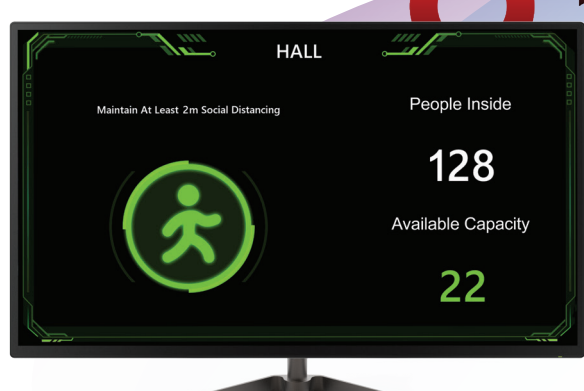 HALL
Maintain At Least 2m Social Distancing
People Inside
128
Available Capacity
22